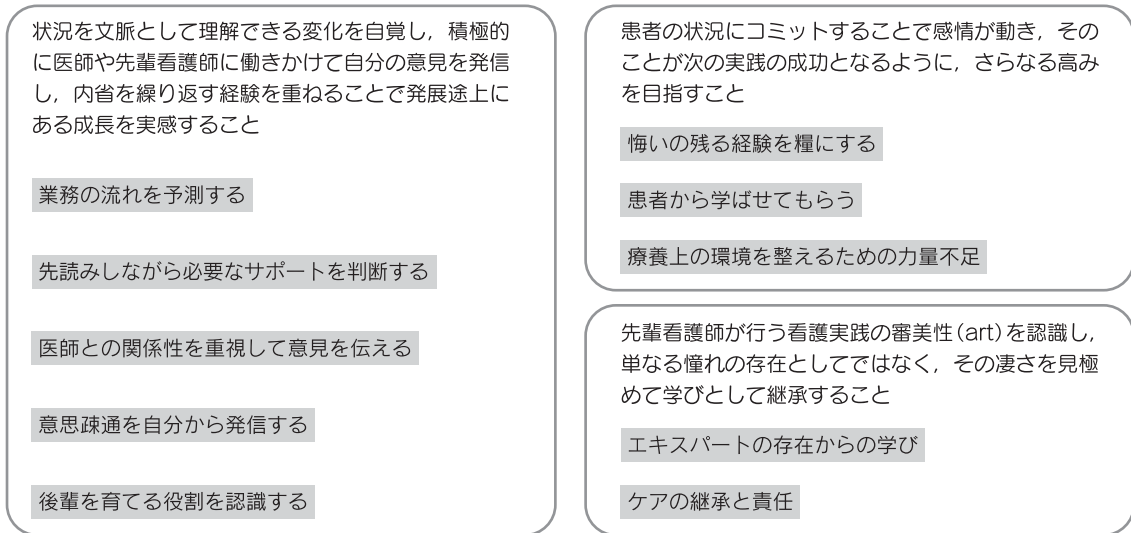 状況を文脈として理解できる変化を自覚し，積極的
に医師や先輩看護師に働きかけて自分の意見を発信
し，内省を繰り返す経験を重ねることで発展途上に
ある成長を実感すること
業務の流れを予測する
先読みしながら必要なサポートを判断する
医師との関係性を重視して意見を伝える
意思疎通を自分から発信する
後輩を育てる役割を認識する
患者の状況にコミットすることで感情が動き，その
ことが次の実践の成功となるように，さらなる高み
を目指すこと
悔いの残る経験を糧にする
患者から学ばせてもらう
療養上の環境を整えるための力量不足
先輩看護師が行う看護実践の審美性（art）を認識し，
単なる憧れの存在としてではなく，その凄さを見極
めて学びとして継承すること
エキスパートの存在からの学び
ケアの継承と責任